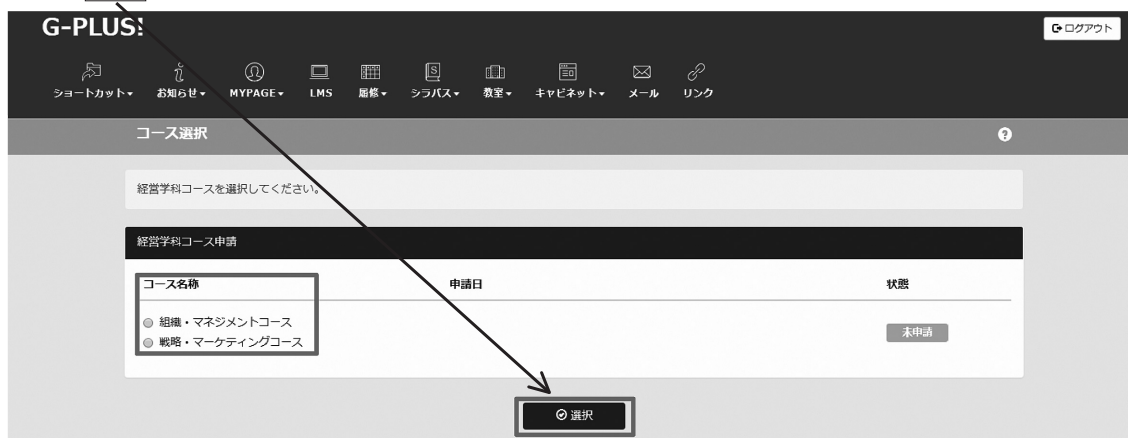 G-PLUS!
ログアウト
ショートカット お知らせ MYPAGE LMS 履修 シラバス 教室 キャビネット メール リンク
コース選択
経営学科コースを選択してください。
経営学科コース申請
コース名称 申請日 状態
組織・マネジメントコース
未申請
戦略・マーケティングコース
選択